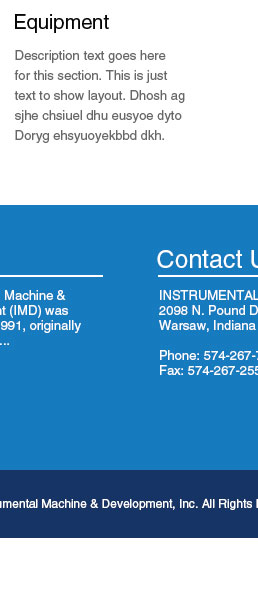 Equipment
Description text goes here
for this section. This is just
text to show layout. Dhosh ag
sjhe chsiuel dhu eusyoe dyto
Doryg ehsyuoyekbbd dkh.
Contact U
Machine &
(IMD) was
991, originally
...
INSTRUMENTAL
2098 N. Pound D
Warsaw, Indiana
Phone: 574-267-7
Fax: 574-267-255
umental Machine & Development, Inc. All Rights